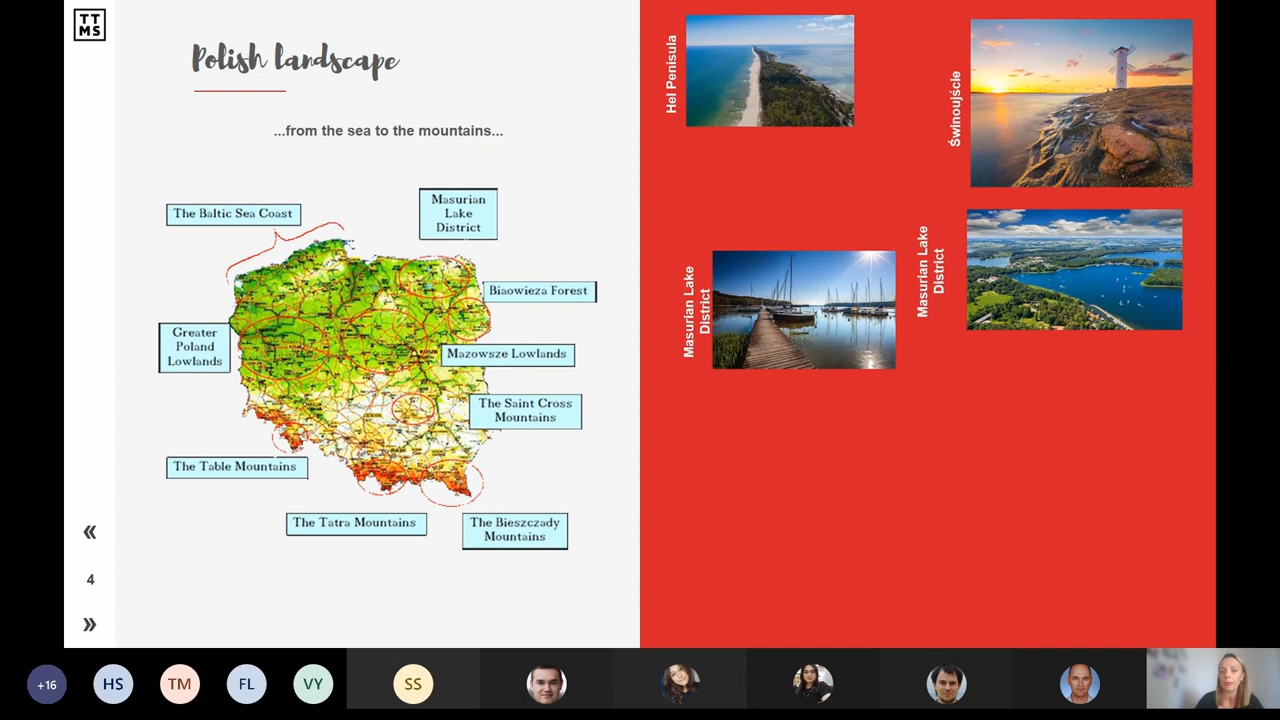 TT
MS
Polish landscape
...from the sea to the mountains...
The Baltic Sea Coast
Masurian
Lake
District
Biaowieza Forest
Greater
Poland
Lowlands
Mazowsze Lowlands
The Saint Cross
Mountains
The Table Mountains
The Tatra Mountains
The Bieszczady
Mountains
«
4
»
Hel Penisula
Świnoujście
Masurian Lake
District
Masurian Lake
District
+16
HS
TM
FL
VY
SS